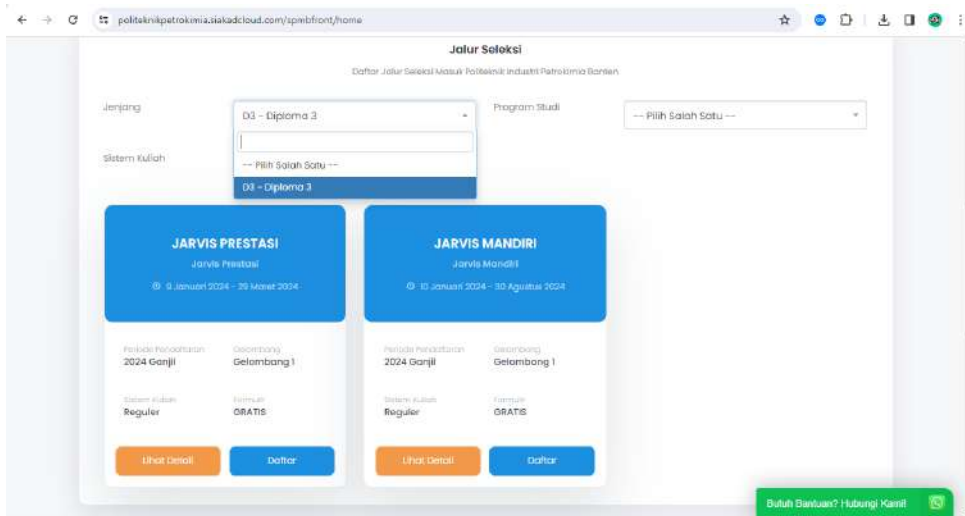 politeknikpetrokimia.siakadcloud.com/spmbfront/home
Jalur Seleksi
Daftar Jalur Seleksi Masuk Politeknik Industri Petrokimia Banten
Jenjang
D3 - Diploma 3
Program Studi
-- Pilih Salah Satu --
Sistem Kuliah
-- Pilih Salah Satu --
D3 - Diploma 3
JARVIS PRESTASI
Jarvis Prestasi
9 Januari 2024 - 29 Maret 2024
JARVIS MANDIRI
Jarvis Mandiri
10 Januari 2024 - 30 Agustus 2024
Periode Pendaftaran
Gelombang
2024 Ganjil
Gelombang 1
Sistem Kuliah
Formulir
Reguler
GRATIS
Lihat Detail
Daftar
Periode Pendaftaran
Gelombang
2024 Ganjil
Gelombang 1
Sistem Kuliah
Formulir
Reguler
GRATIS
Lihat Detail
Daftar
Butuh Bantuan? Hubungi Kami!